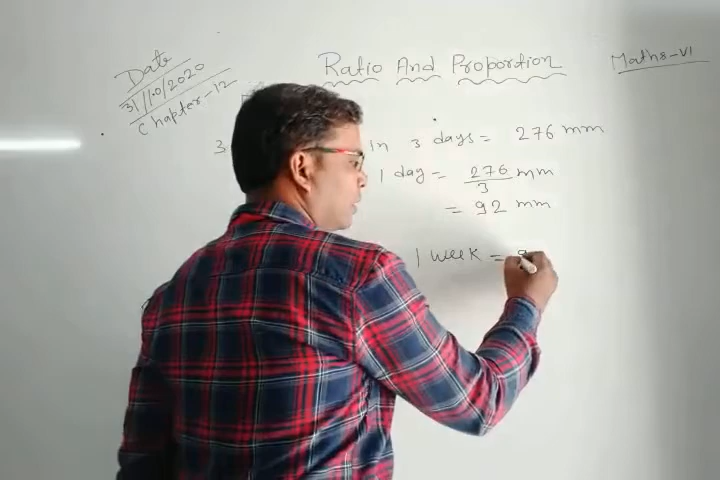 Date
31/10/2020
Chapter-12
Ratio And Proportion
Maths-VI
3. in 3 days = 276 mm
1 day = 276/3 mm
= 92 mm
1 week =